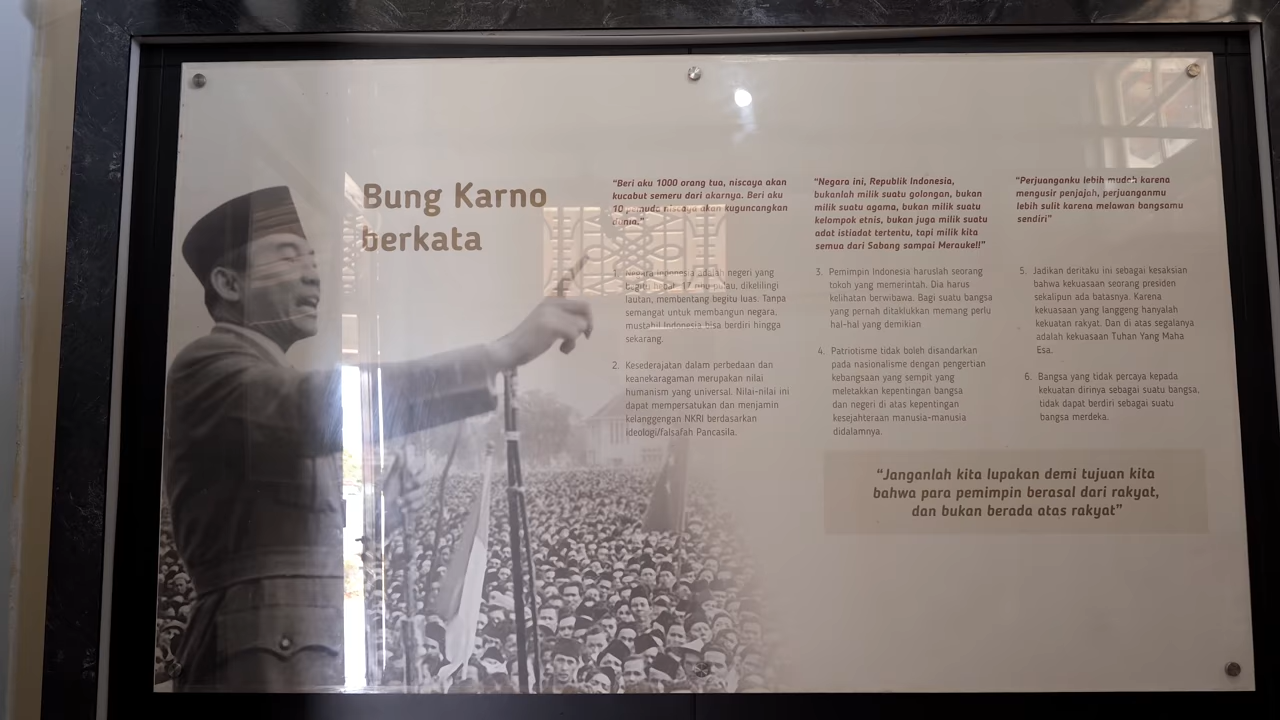 Bung Karno
berkata
“Beri aku 1000 orang tua, niscaya akan
kucabut semeru dari akarnya. Beri aku
10 pemuda niscaya akan kuguncangkan
dunia.”
1. Negara Indonesia adalah negeri yang
begitu hebat. 17 ribu pulau, dikelilingi
lautan, membentang begitu luas. Tanpa
semangat untuk membangun negara,
mustahil Indonesia bisa berdiri hingga
sekarang.
2. Kesederajatan dalam perbedaan dan
keanekaragaman merupakan nilai
humanism yang universal. Nilai-nilai ini
dapat mempersatukan dan menjamin
kelanggengan NKRI berdasarkan
ideologi/falsafah Pancasila.
“Negara ini, Republik Indonesia,
bukanlah milik suatu golongan, bukan
milik suatu agama, bukan milik suatu
kelompok etnis, bukan juga milik suatu
adat istiadat tertentu, tapi milik kita
semua dari Sabang sampai Merauke!!”
3. Pemimpin Indonesia haruslah seorang
tokoh yang memerintah. Dia harus
kelihatan berwibawa. Bagi suatu bangsa
yang pernah ditaklukkan memang perlu
hal-hal yang demikian
4. Patriotisme tidak boleh disandarkan
pada nasionalisme dengan pengertian
kebangsaan yang sempit yang
meletakkan kepentingan bangsa
dan negeri di atas kepentingan
kesejahteraan manusia-manusia
didalamnya.
“Perjuanganku lebih mudah karena
mengusir penjajah, perjuanganmu
lebih sulit karena melawan bangsamu
sendiri”
5. Jadikan deritaku ini sebagai kesaksian
bahwa kekuasaan seorang presiden
sekalipun ada batasnya. Karena
kekuasaan yang langgeng hanyalah
kekuatan rakyat. Dan di atas segalanya
adalah kekuasaan Tuhan Yang Maha
Esa.
6. Bangsa yang tidak percaya kepada
kekuatan dirinya sebagai suatu bangsa,
tidak dapat berdiri sebagai suatu
bangsa merdeka.
“Janganlah kita lupakan demi tujuan kita
bahwa para pemimpin berasal dari rakyat,
dan bukan berada atas rakyat”